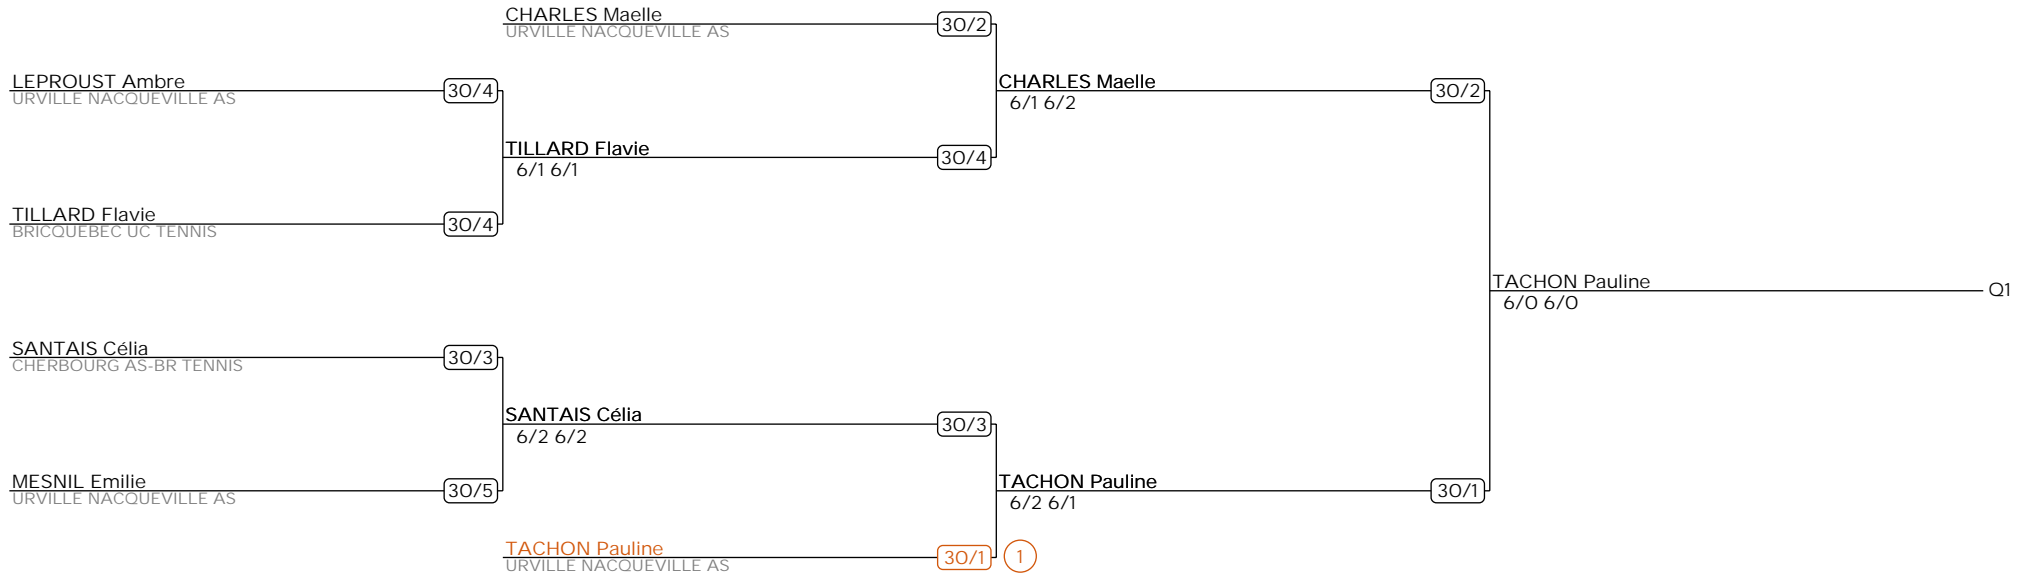 CHARLES Maelle
URVILLE NACQUEVILLE AS
30/2
LEPROUST Ambre
URVILLE NACQUEVILLE AS
30/4
CHARLES Maelle
6/1 6/2
30/2
TILLARD Flavie
6/1 6/1
30/4
TILLARD Flavie
BRICQUEBEC UC TENNIS
30/4
TACHON Pauline
6/0 6/0
Q1
SANTAIS Célia
CHERBOURG AS-BR TENNIS
30/3
SANTAIS Célia
6/2 6/2
30/3
MESNIL Emilie
URVILLE NACQUEVILLE AS
30/5
TACHON Pauline
6/2 6/1
30/1
TACHON Pauline
URVILLE NACQUEVILLE AS
30/1
1